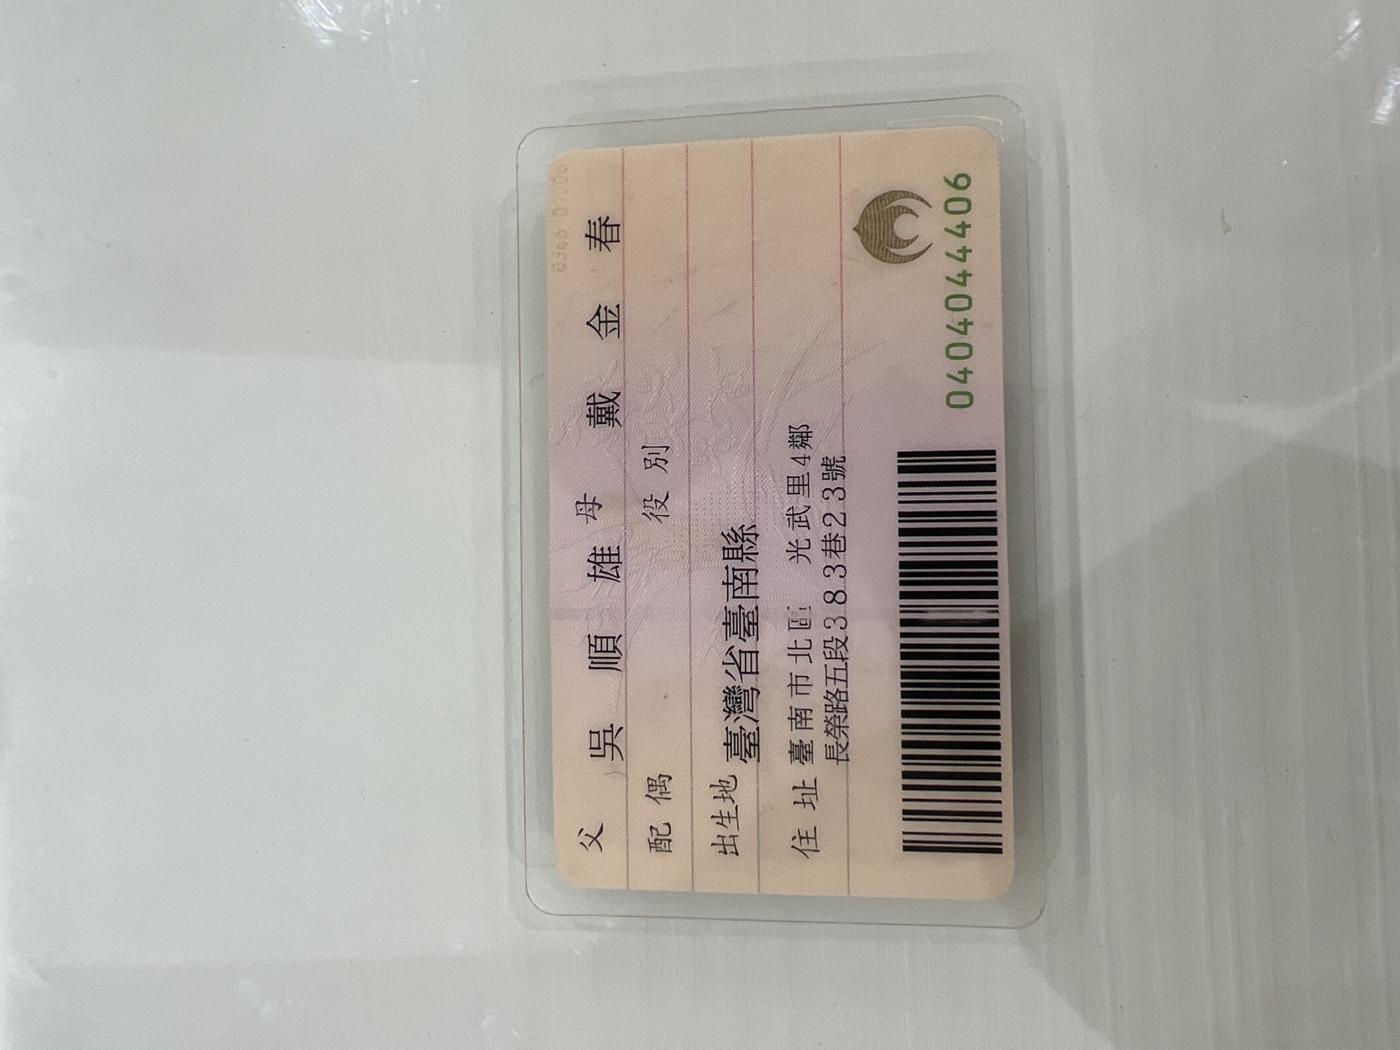 父 吳順雄 母 戴金春
配偶 役別
出生地 臺灣省臺南縣
住址 臺南市北區 光武里4鄰
長榮路五段383巷23號
0404044406